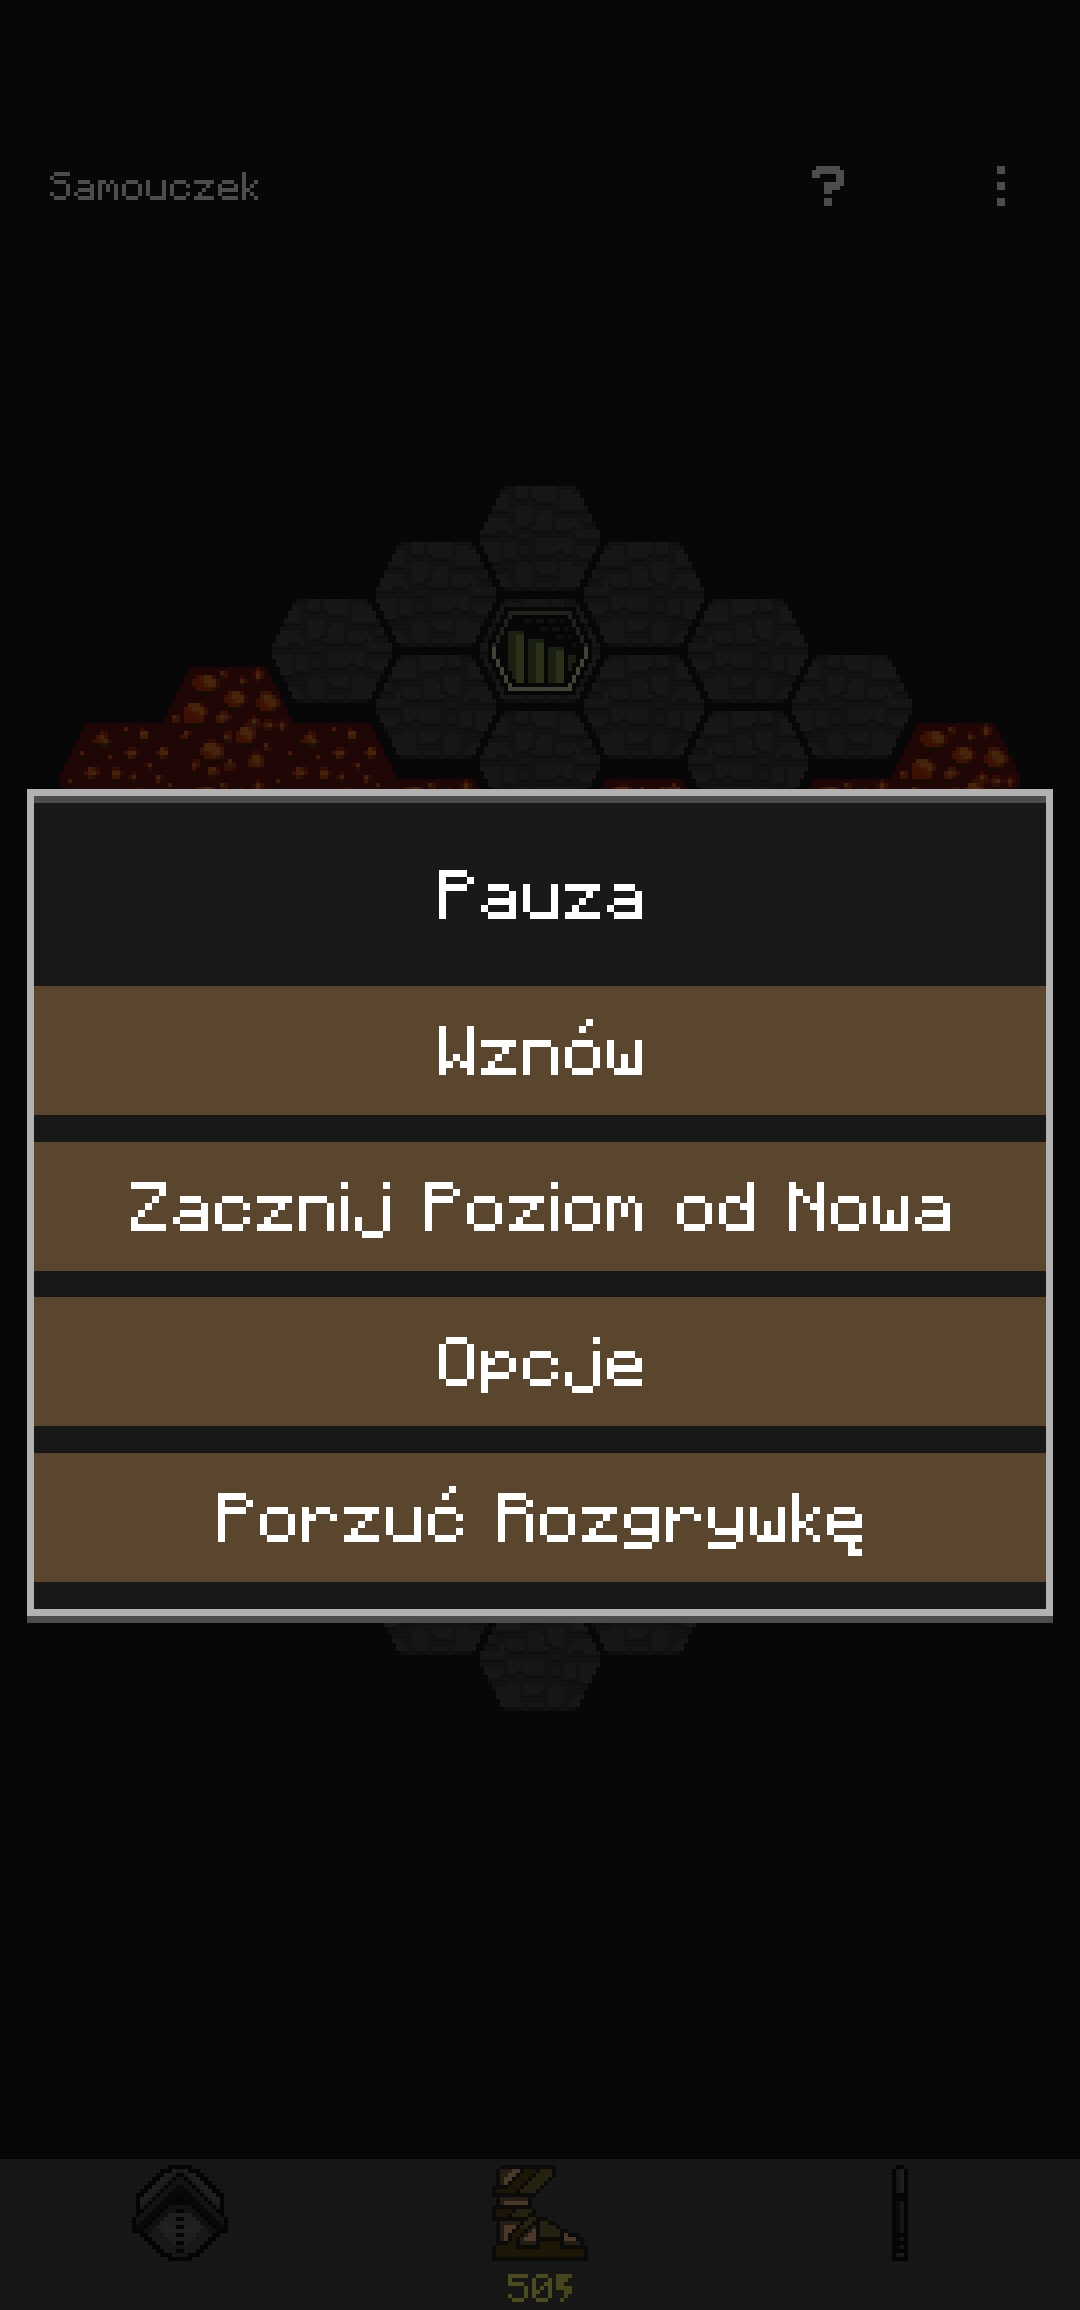 Samouczek ? ⋮
Pauza
Wznów
Zacznij Poziom od Nowa
Opcje
Porzuć Rozgrywkę
50